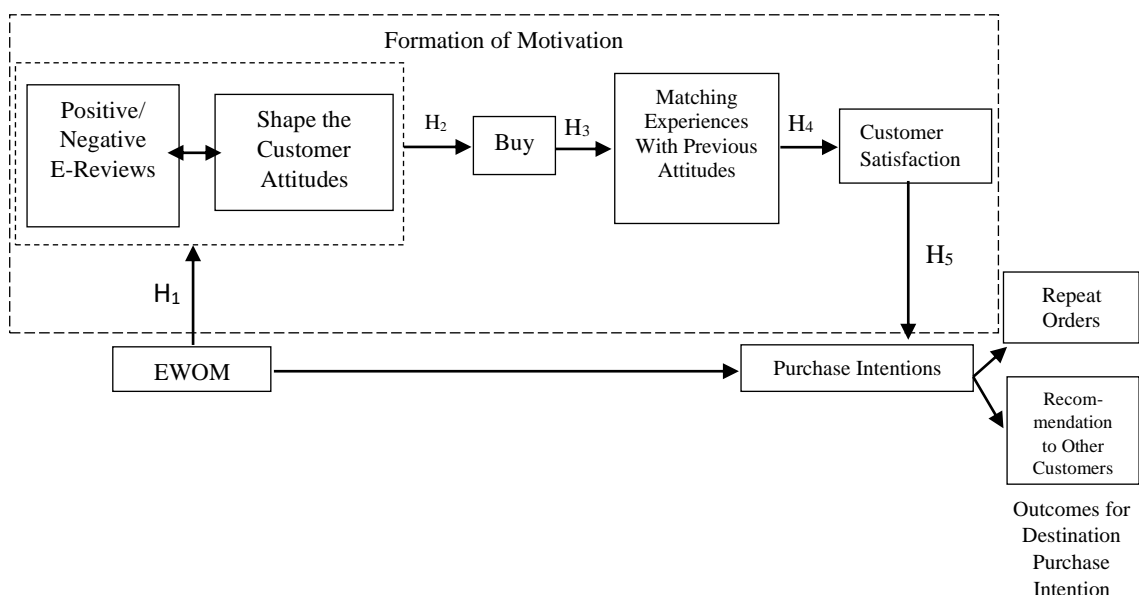 Formation of Motivation
Positive/
Negative
E-Reviews
Shape the
Customer
Attitudes
H2
Buy
H3
Matching
Experiences
With Previous
Attitudes
H4
Customer
Satisfaction
H5
H1
EWOM
Purchase Intentions
Repeat
Orders
Recom-
mendation
to Other
Customers
Outcomes for
Destination
Purchase
Intention